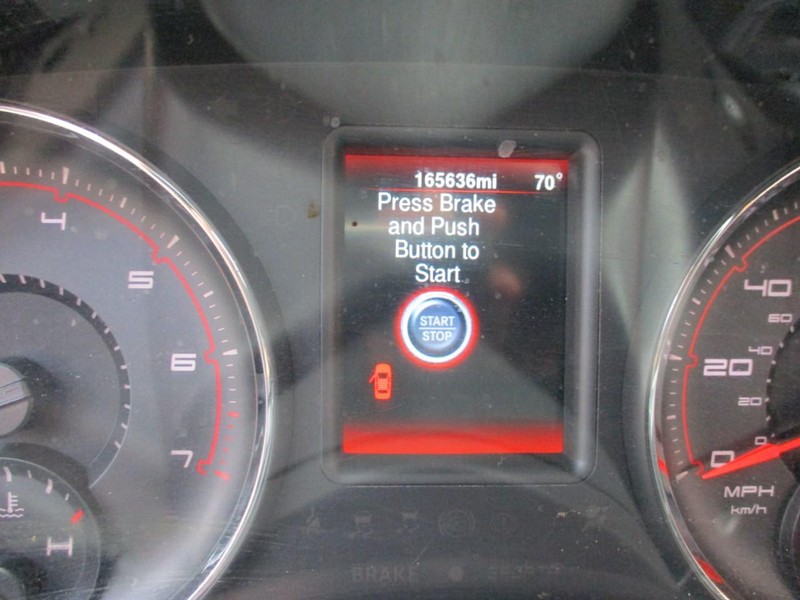 165636mi 70°
Press Brake
and Push
Button to
Start
START
STOP
4
5
6
7
H
40
60
20
40
20
0
0
MPH
km/h
BRAKE